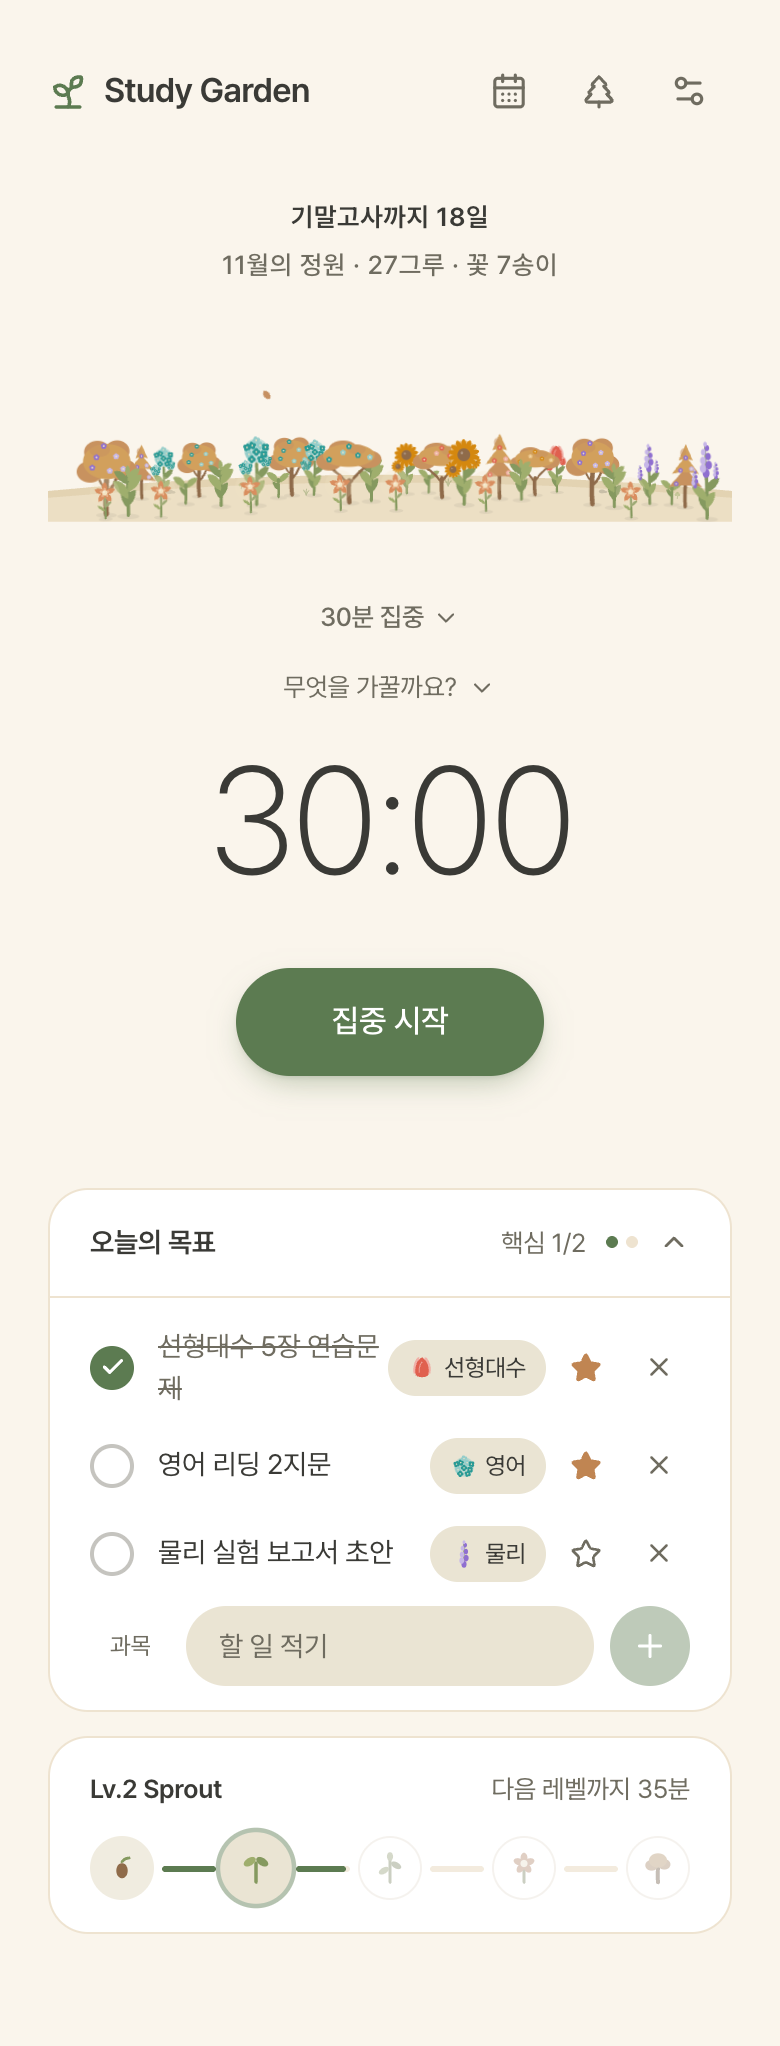 Study Garden
기말고사까지 18일
11월의 정원 · 27그루 · 꽃 7송이
30분 집중
무엇을 가꿀까요?
30:00
집중 시작
오늘의 목표 핵심 1/2
선형대수 5장 연습문
제
선형대수
영어 리딩 2지문 영어
물리 실험 보고서 초안 물리
과목 할 일 적기
Lv.2 Sprout 다음 레벨까지 35분